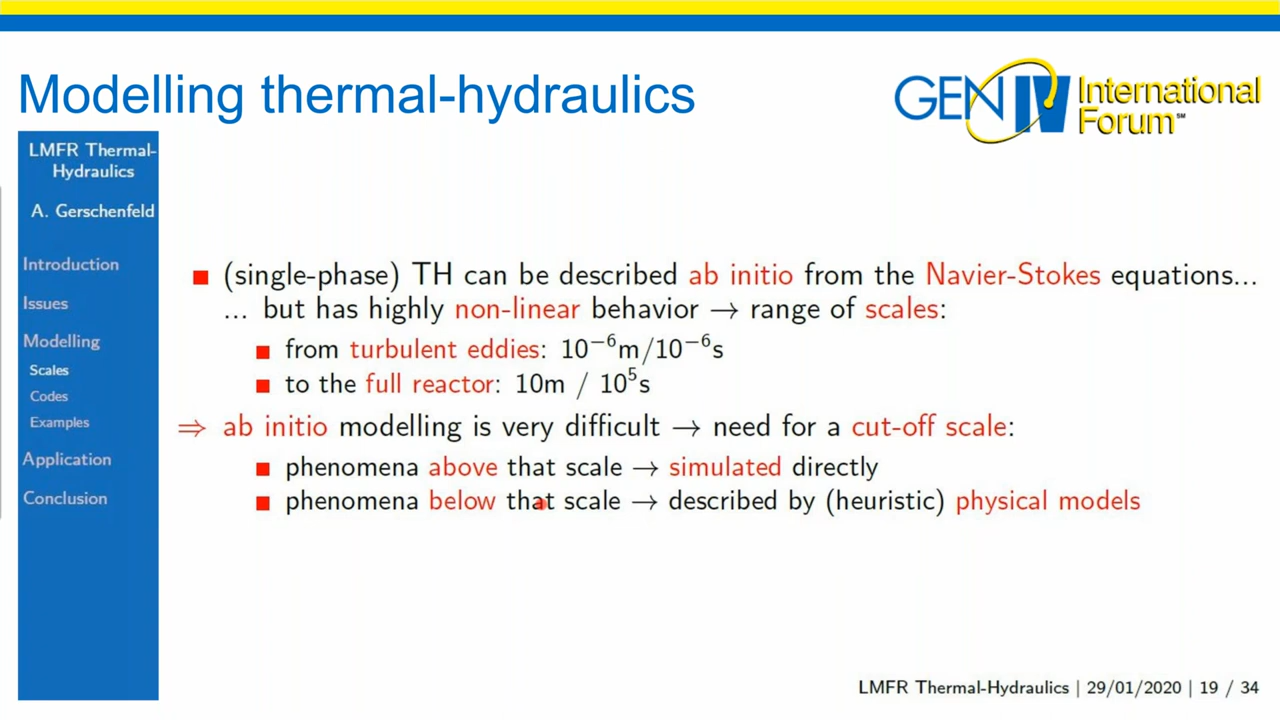 Modelling thermal-hydraulics
GEN IV International Forum℠
LMFR Thermal-
Hydraulics
A. Gerschenfeld
Introduction
Issues
Modelling
Scales
Codes
Examples
Application
Conclusion
(single-phase) TH can be described ab initio from the Navier-Stokes equations...
... but has highly non-linear behavior → range of scales:
from turbulent eddies: 10⁻⁶m/10⁻⁶s
to the full reactor: 10m / 10⁵s
⇒ ab initio modelling is very difficult → need for a cut-off scale:
phenomena above that scale → simulated directly
phenomena below that scale → described by (heuristic) physical models
LMFR Thermal-Hydraulics | 29/01/2020 | 19 / 34